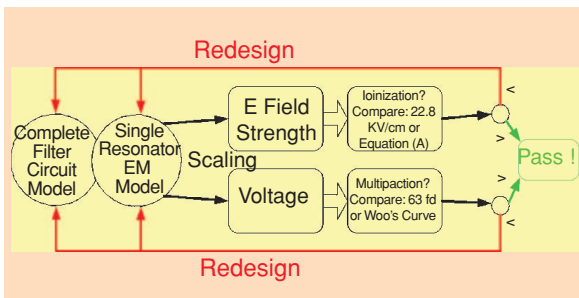 Redesign
Complete
Filter
Circuit
Model
Single
Resonator
EM
Model
Scaling
E Field
Strength
Ioinization?
Compare: 22.8
KV/cm or
Equation (A)
<
>
Pass !
Voltage
Multipaction?
Compare: 63 fd
or Woo's Curve
>
<
Redesign